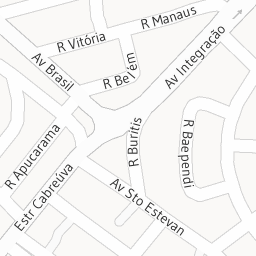 R Manaus
R Vitória
Av Brasil
R Belém
Av Integração
R Apucarama
R Buritis
R Baependi
Estr Cabreúva
Av Sto Estevan